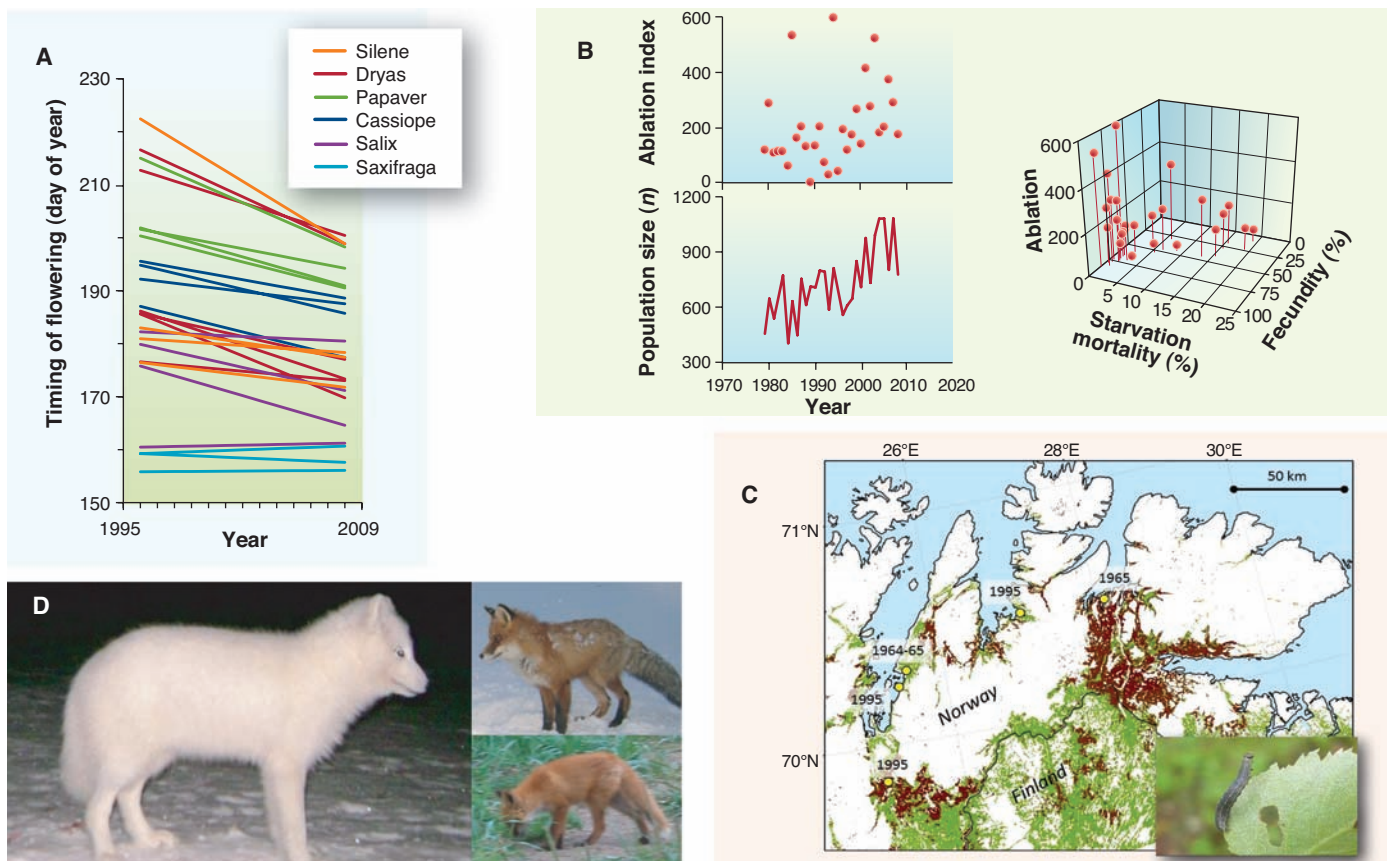 A
Silene
Dryas
Papaver
Cassiope
Salix
Saxifraga
230
210
190
170
150
Timing of flowering (day of year)
1995
2009
Year
B
Ablation index
600
400
200
0
Population size (n)
1200
900
600
300
1970
1980
1990
2000
2010
2020
Year
Ablation
600
400
200
0
0
5
10
15
20
25
Starvation
mortality (%)
0
25
50
75
100
Fecundity (%)
C
26°E
28°E
30°E
50 km
71°N
70°N
1965
1995
1964-65
1995
1995
Norway
Finland
D